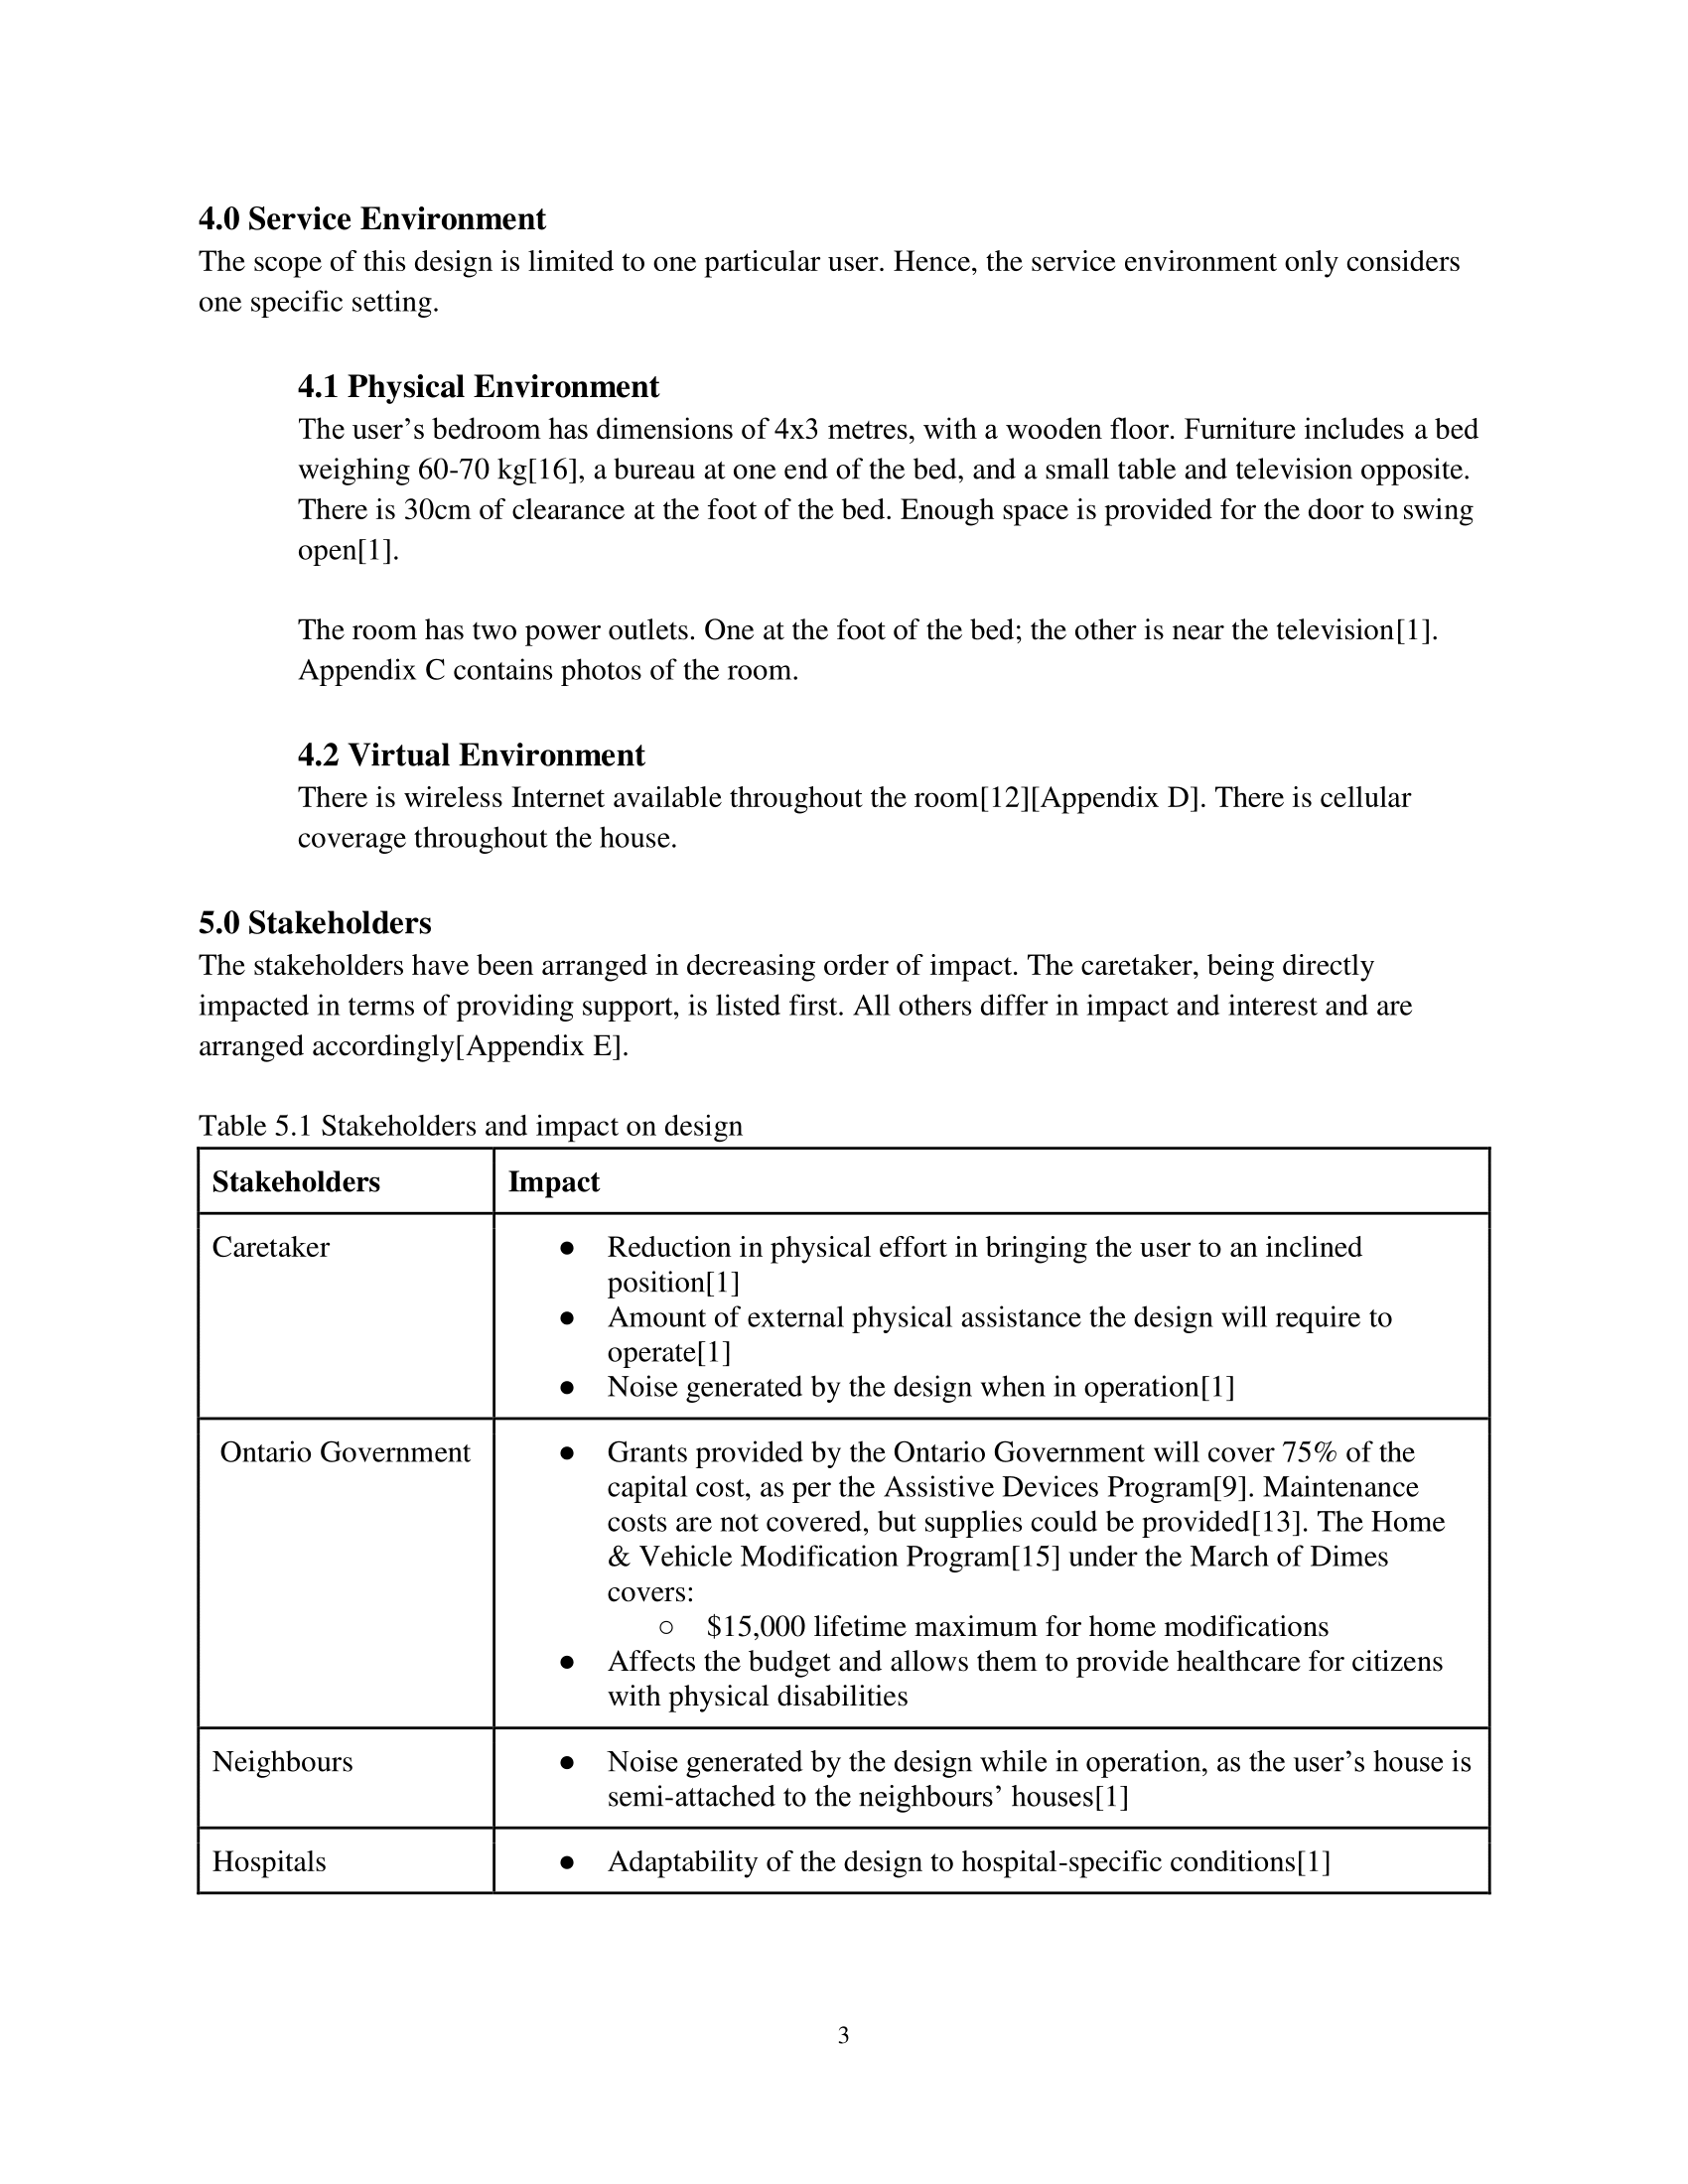 4.0 Service Environment
The scope of this design is limited to one particular user. Hence, the service environment only considers
one specific setting.
4.1 Physical Environment
The user’s bedroom has dimensions of 4x3 metres, with a wooden floor. Furniture includes a bed
weighing 60-70 kg[16], a bureau at one end of the bed, and a small table and television opposite.
There is 30cm of clearance at the foot of the bed. Enough space is provided for the door to swing
open[1].
The room has two power outlets. One at the foot of the bed; the other is near the television[1].
Appendix C contains photos of the room.
4.2 Virtual Environment
There is wireless Internet available throughout the room[12][Appendix D]. There is cellular
coverage throughout the house.
5.0 Stakeholders
The stakeholders have been arranged in decreasing order of impact. The caretaker, being directly
impacted in terms of providing support, is listed first. All others differ in impact and interest and are
arranged accordingly[Appendix E].
Table 5.1 Stakeholders and impact on design
Stakeholders Impact
Caretaker ● Reduction in physical effort in bringing the user to an inclined
position[1]
● Amount of external physical assistance the design will require to
operate[1]
● Noise generated by the design when in operation[1]
Ontario Government ● Grants provided by the Ontario Government will cover 75% of the
capital cost, as per the Assistive Devices Program[9]. Maintenance
costs are not covered, but supplies could be provided[13]. The Home
& Vehicle Modification Program[15] under the March of Dimes
covers:
○ $15,000 lifetime maximum for home modifications
● Affects the budget and allows them to provide healthcare for citizens
with physical disabilities
Neighbours ● Noise generated by the design while in operation, as the user’s house is
semi-attached to the neighbours’ houses[1]
Hospitals ● Adaptability of the design to hospital-specific conditions[1]
3